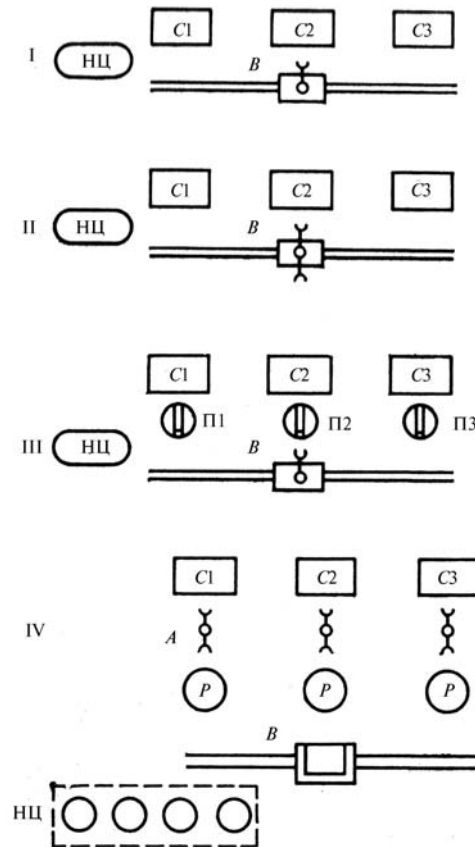 C1 C2 C3
I НЦ B
C1 C2 C3
II НЦ B
C1 C2 C3
П1 П2 П3
III НЦ B
C1 C2 C3
IV A
P P P
B
НЦ